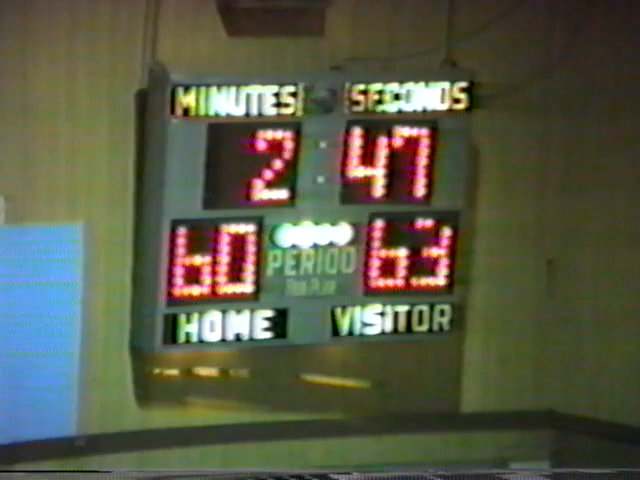 MINUTES SECONDS
2 : 47
60 63
PERIOD
HOME VISITOR